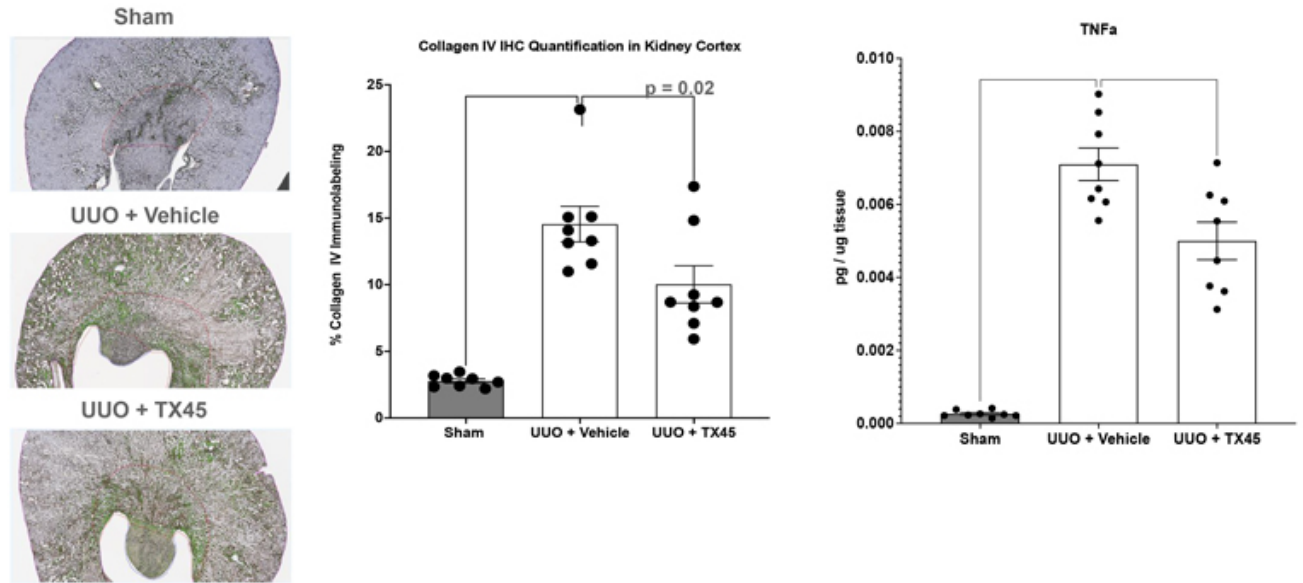 Sham
UUO + Vehicle
UUO + TX45
Collagen IV IHC Quantification in Kidney Cortex
% Collagen IV Immunolabeling
25
20
15
10
5
0
p = 0.02
Sham
UUO + Vehicle
UUO + TX45
TNFa
pg / ug tissue
0.010
0.008
0.006
0.004
0.002
0.000
Sham
UUO + Vehicle
UUO + TX45